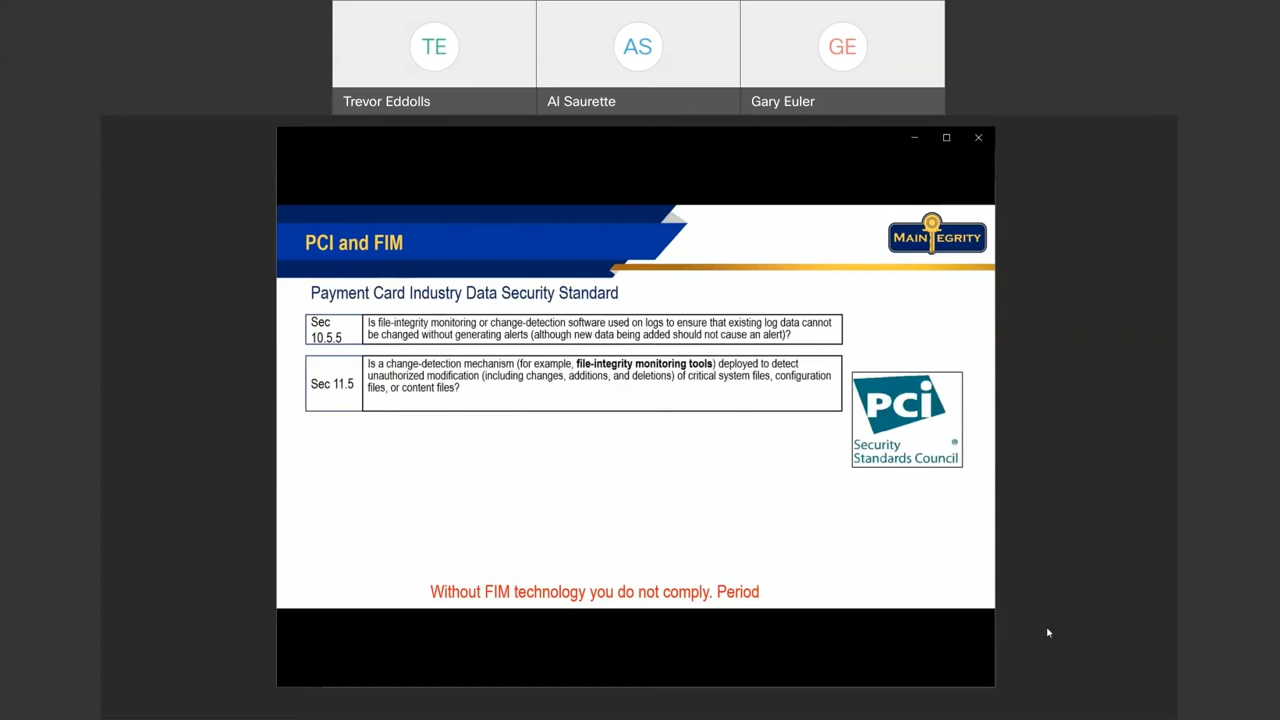 TE
AS
GE
Trevor Eddolls
Al Saurette
Gary Euler
PCI and FIM
MAINTEGRITY
Payment Card Industry Data Security Standard
Sec
10.5.5
Is file-integrity monitoring or change-detection software used on logs to ensure that existing log data cannot
be changed without generating alerts (although new data being added should not cause an alert)?
Sec 11.5
Is a change-detection mechanism (for example, file-integrity monitoring tools) deployed to detect
unauthorized modification (including changes, additions, and deletions) of critical system files, configuration
files, or content files?
PCi
Security ®
Standards Council
Without FIM technology you do not comply. Period